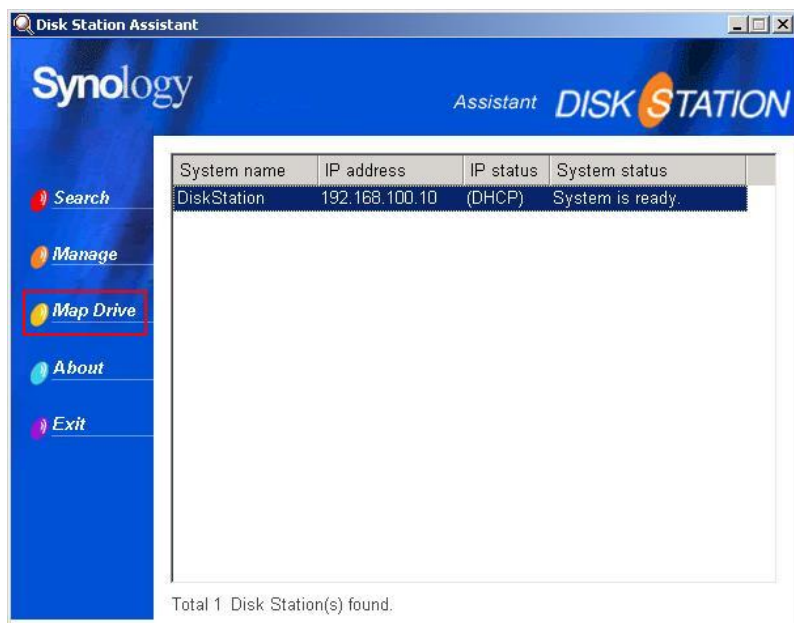 Disk Station Assistant
Synology
Assistant DISK STATION
System name IP address IP status System status
DiskStation 192.168.100.10 (DHCP) System is ready.
Search
Manage
Map Drive
About
Exit
Total 1 Disk Station(s) found.